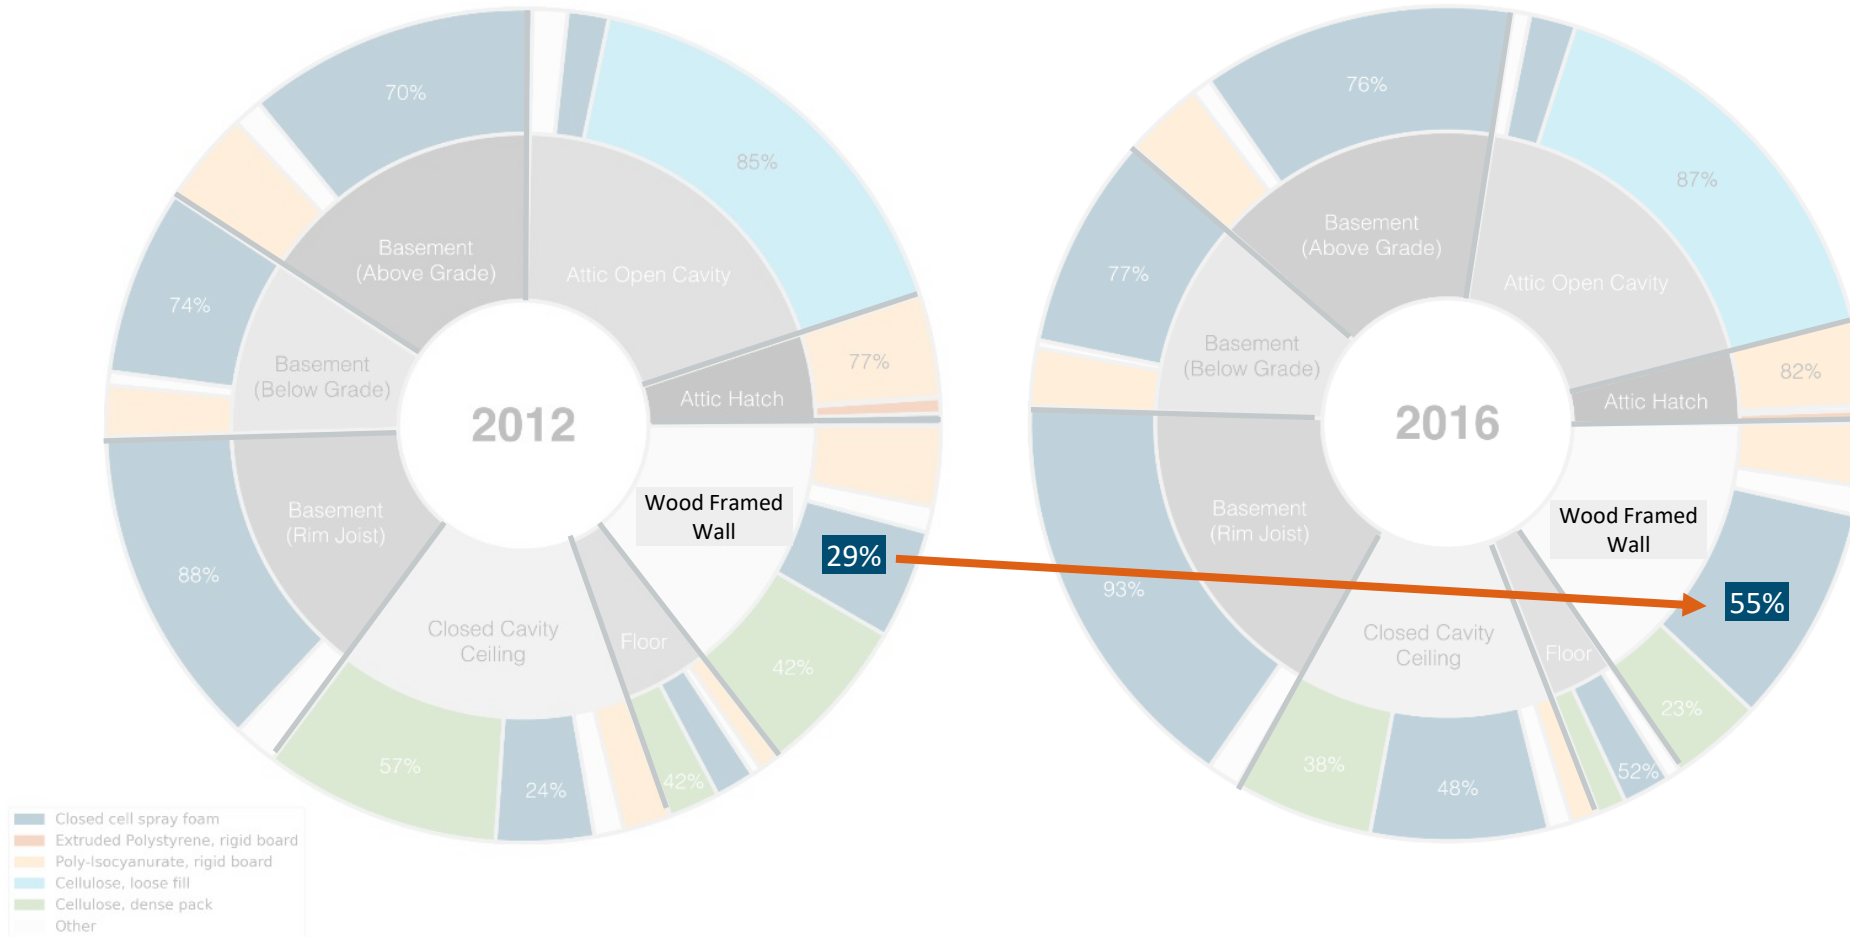 70%
85%
Basement
(Above Grade)
Attic Open Cavity
74%
Basement
(Below Grade)
77%
Attic Hatch
2012
Wood Framed
Wall
Basement
(Rim Joist)
29%
88%
Closed Cavity
Ceiling
Floor
42%
57%
24%
42%
76%
87%
Basement
(Above Grade)
Attic Open Cavity
77%
Basement
(Below Grade)
82%
Attic Hatch
2016
Wood Framed
Wall
Basement
(Rim Joist)
93%
55%
Closed Cavity
Ceiling
Floor
23%
38%
48%
52%
Closed cell spray foam
Extruded Polystyrene, rigid board
Poly-Isocyanurate, rigid board
Cellulose, loose fill
Cellulose, dense pack
Other